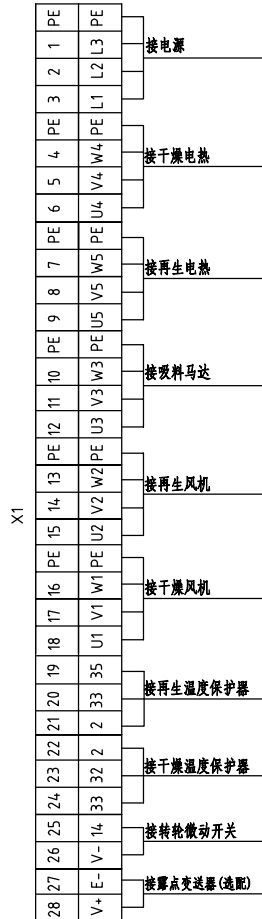 X1
PE PE
1 L3
2 L2
3 L1
接电源
PE PE
4 W4
5 V4
6 U4
接干燥电热
PE PE
7 W5
8 V5
9 U5
接再生电热
PE PE
10 W3
11 V3
12 U3
接吸料马达
PE PE
13 W2
14 V2
15 U2
接再生风机
PE PE
16 W1
17 V1
18 U1
接干燥风机
19 35
20 33
21 2
接再生温度保护器
22 2
23 32
24 33
接干燥温度保护器
25 14
26 V-
接转轮微动开关
27 E-
28 V+
接露点变送器(选配)